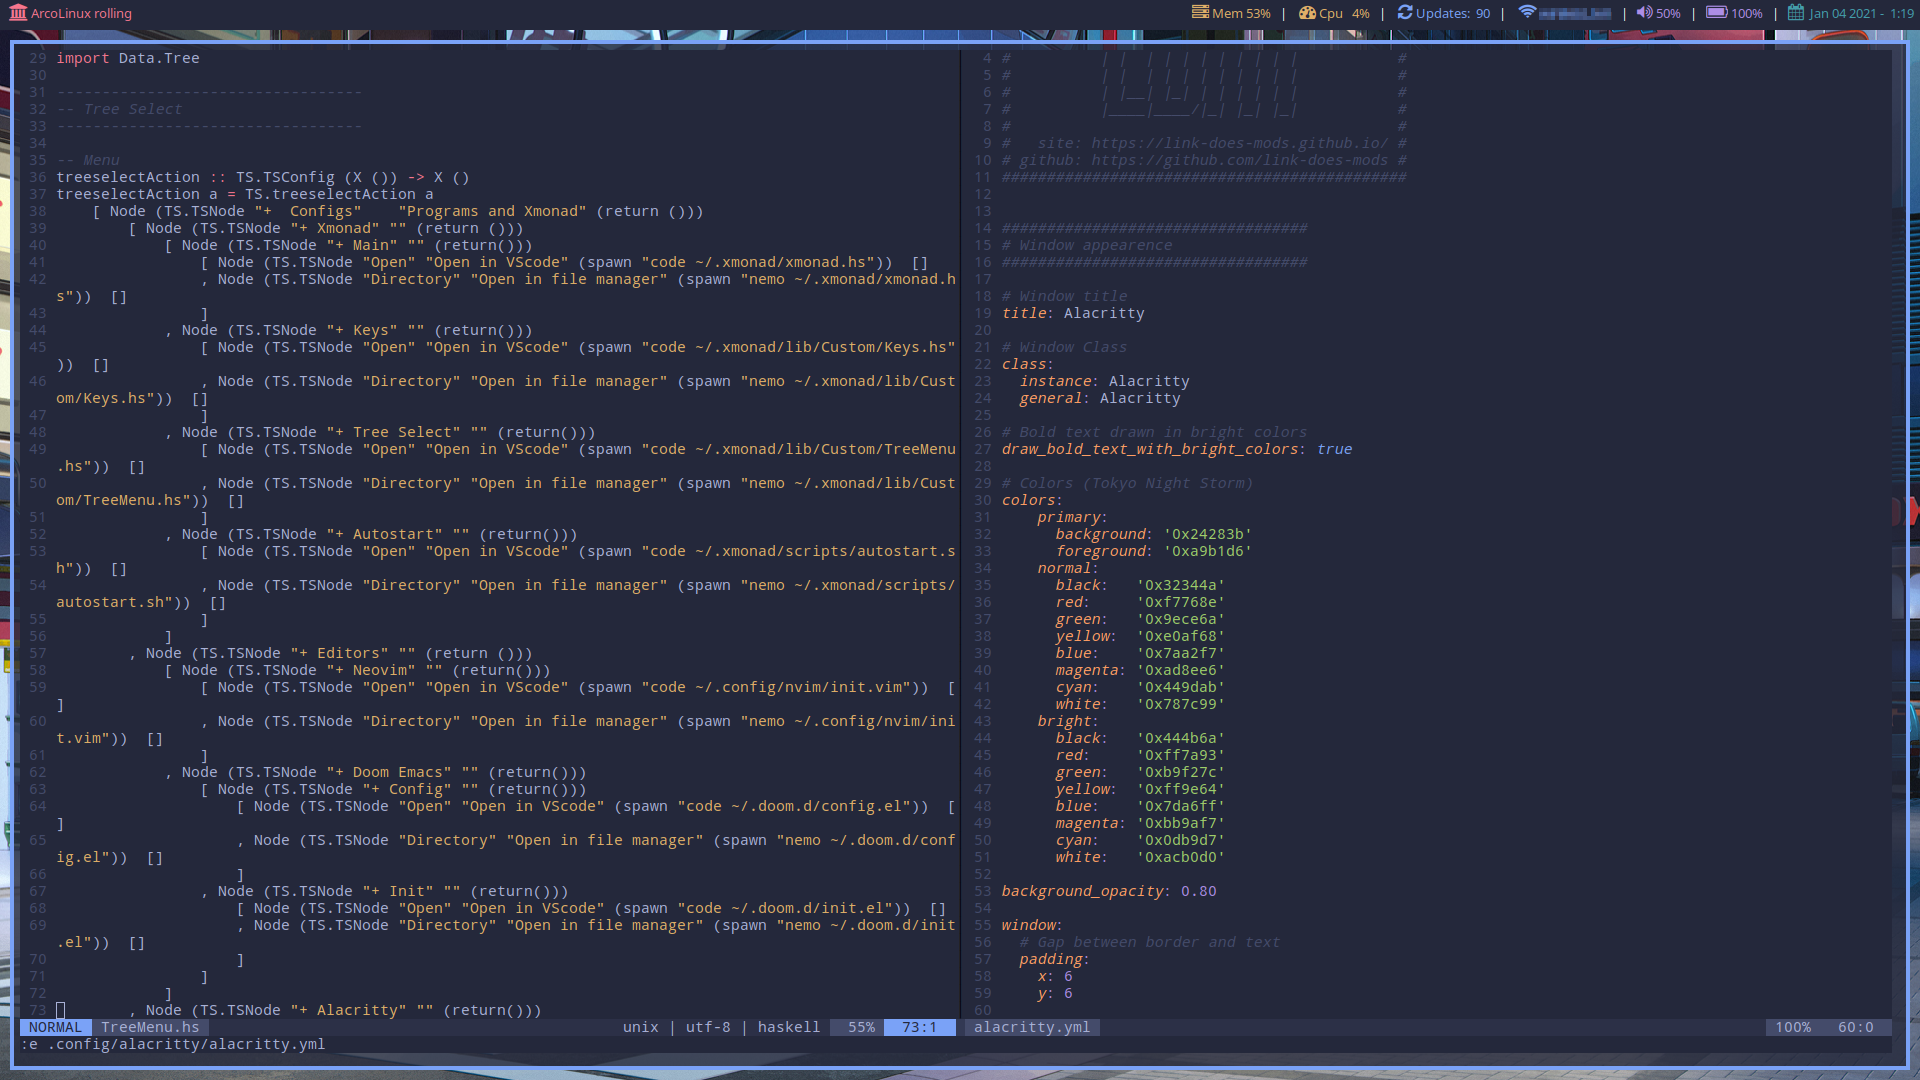 ArcoLinux rolling
Mem 53% | Cpu 4% | Updates: 90 | | 50% | 100% | Jan 04 2021 - 1:19
29 import Data.Tree
30
31 ----------------------------------
32 -- Tree Select
33 ----------------------------------
34
35 -- Menu
36 treeselectAction :: TS.TSConfig (X ()) -> X ()
37 treeselectAction a = TS.treeselectAction a
38     [ Node (TS.TSNode "+  Configs"    "Programs and Xmonad" (return ()))
39         [ Node (TS.TSNode "+ Xmonad" "" (return ()))
40             [ Node (TS.TSNode "+ Main" "" (return()))
41                 [ Node (TS.TSNode "Open" "Open in VScode" (spawn "code ~/.xmonad/xmonad.hs"))  []
42                 , Node (TS.TSNode "Directory" "Open in file manager" (spawn "nemo ~/.xmonad/xmonad.h
s"))  []
43                 ]
44             , Node (TS.TSNode "+ Keys" "" (return()))
45                 [ Node (TS.TSNode "Open" "Open in VScode" (spawn "code ~/.xmonad/lib/Custom/Keys.hs"
))  []
46                 , Node (TS.TSNode "Directory" "Open in file manager" (spawn "nemo ~/.xmonad/lib/Cust
om/Keys.hs"))  []
47                 ]
48             , Node (TS.TSNode "+ Tree Select" "" (return()))
49                 [ Node (TS.TSNode "Open" "Open in VScode" (spawn "code ~/.xmonad/lib/Custom/TreeMenu
.hs"))  []
50                 , Node (TS.TSNode "Directory" "Open in file manager" (spawn "nemo ~/.xmonad/lib/Cust
om/TreeMenu.hs"))  []
51                 ]
52             , Node (TS.TSNode "+ Autostart" "" (return()))
53                 [ Node (TS.TSNode "Open" "Open in VScode" (spawn "code ~/.xmonad/scripts/autostart.s
h"))  []
54                 , Node (TS.TSNode "Directory" "Open in file manager" (spawn "nemo ~/.xmonad/scripts/
autostart.sh"))  []
55                 ]
56             ]
57         , Node (TS.TSNode "+ Editors" "" (return ()))
58             [ Node (TS.TSNode "+ Neovim" "" (return()))
59                 [ Node (TS.TSNode "Open" "Open in VScode" (spawn "code ~/.config/nvim/init.vim"))  [
]
60                 , Node (TS.TSNode "Directory" "Open in file manager" (spawn "nemo ~/.config/nvim/ini
t.vim"))  []
61                 ]
62             , Node (TS.TSNode "+ Doom Emacs" "" (return()))
63                 [ Node (TS.TSNode "+ Config" "" (return()))
64                     [ Node (TS.TSNode "Open" "Open in VScode" (spawn "code ~/.doom.d/config.el"))  [
]
65                     , Node (TS.TSNode "Directory" "Open in file manager" (spawn "nemo ~/.doom.d/conf
ig.el"))  []
66                     ]
67                 , Node (TS.TSNode "+ Init" "" (return()))
68                     [ Node (TS.TSNode "Open" "Open in VScode" (spawn "code ~/.doom.d/init.el"))  []
69                     , Node (TS.TSNode "Directory" "Open in file manager" (spawn "nemo ~/.doom.d/init
.el"))  []
70                     ]
71                 ]
72             ]
73         , Node (TS.TSNode "+ Alacritty" "" (return()))
NORMAL TreeMenu.hs unix | utf-8 | haskell 55% 73:1
:e .config/alacritty/alacritty.yml
4 #          | |  | | | | | | | | |           #
5 #          | |  | | | | | | | | |           #
6 #          | |__| |_| | | | | | |           #
7 #          |____|____/|_| |_| |_|           #
8 #                                           #
9 #   site: https://link-does-mods.github.io/ #
10 # github: https://github.com/link-does-mods #
11 #############################################
12
13
14 ##################################
15 # Window appearence
16 ##################################
17
18 # Window title
19 title: Alacritty
20
21 # Window Class
22 class:
23   instance: Alacritty
24   general: Alacritty
25
26 # Bold text drawn in bright colors
27 draw_bold_text_with_bright_colors: true
28
29 # Colors (Tokyo Night Storm)
30 colors:
31     primary:
32       background: '0x24283b'
33       foreground: '0xa9b1d6'
34     normal:
35       black:   '0x32344a'
36       red:     '0xf7768e'
37       green:   '0x9ece6a'
38       yellow:  '0xe0af68'
39       blue:    '0x7aa2f7'
40       magenta: '0xad8ee6'
41       cyan:    '0x449dab'
42       white:   '0x787c99'
43     bright:
44       black:   '0x444b6a'
45       red:     '0xff7a93'
46       green:   '0xb9f27c'
47       yellow:  '0xff9e64'
48       blue:    '0x7da6ff'
49       magenta: '0xbb9af7'
50       cyan:    '0x0db9d7'
51       white:   '0xacb0d0'
52
53 background_opacity: 0.80
54
55 window:
56   # Gap between border and text
57   padding:
58     x: 6
59     y: 6
60
alacritty.yml 100% 60:0